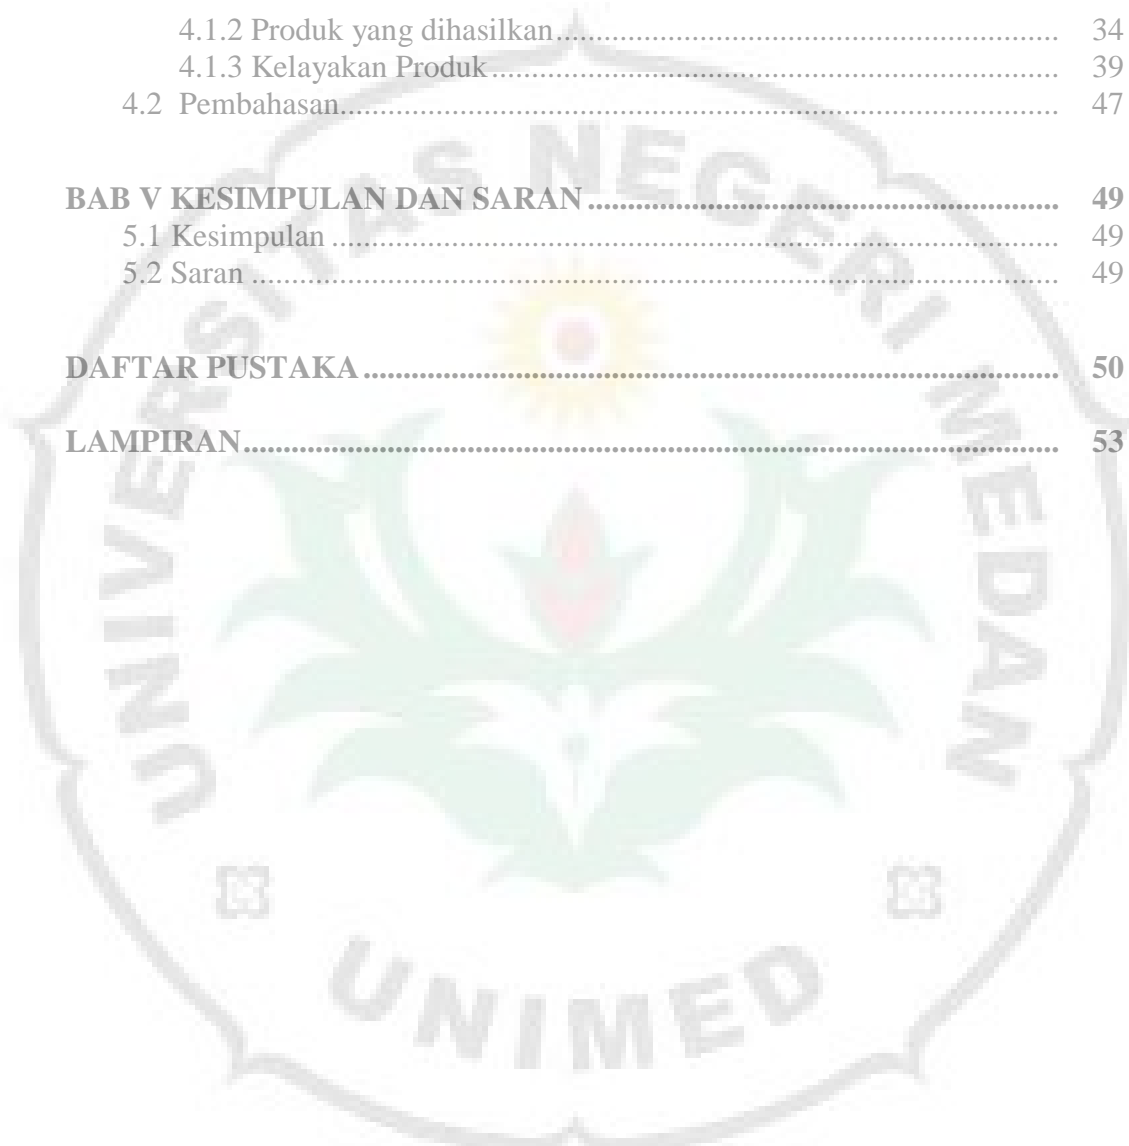 4.1.2 Produk yang dihasilkan................................................................ 34
4.1.3 Kelayakan Produk........................................................................ 39
4.2 Pembahasan........................................................................................... 47
BAB V KESIMPULAN DAN SARAN........................................................... 49
5.1 Kesimpulan............................................................................................ 49
5.2 Saran...................................................................................................... 49
DAFTAR PUSTAKA....................................................................................... 50
LAMPIRAN...................................................................................................... 53
UNIVERSITAS NEGERI MEDAN
UNIMED